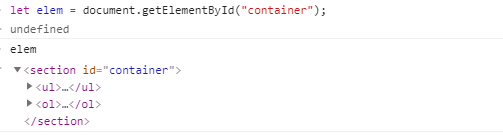 let elem = document.getElementById("container");
undefined
elem
▼<section id="container">
▶<ul>…</ul>
▶<ol>…</ol>
</section>